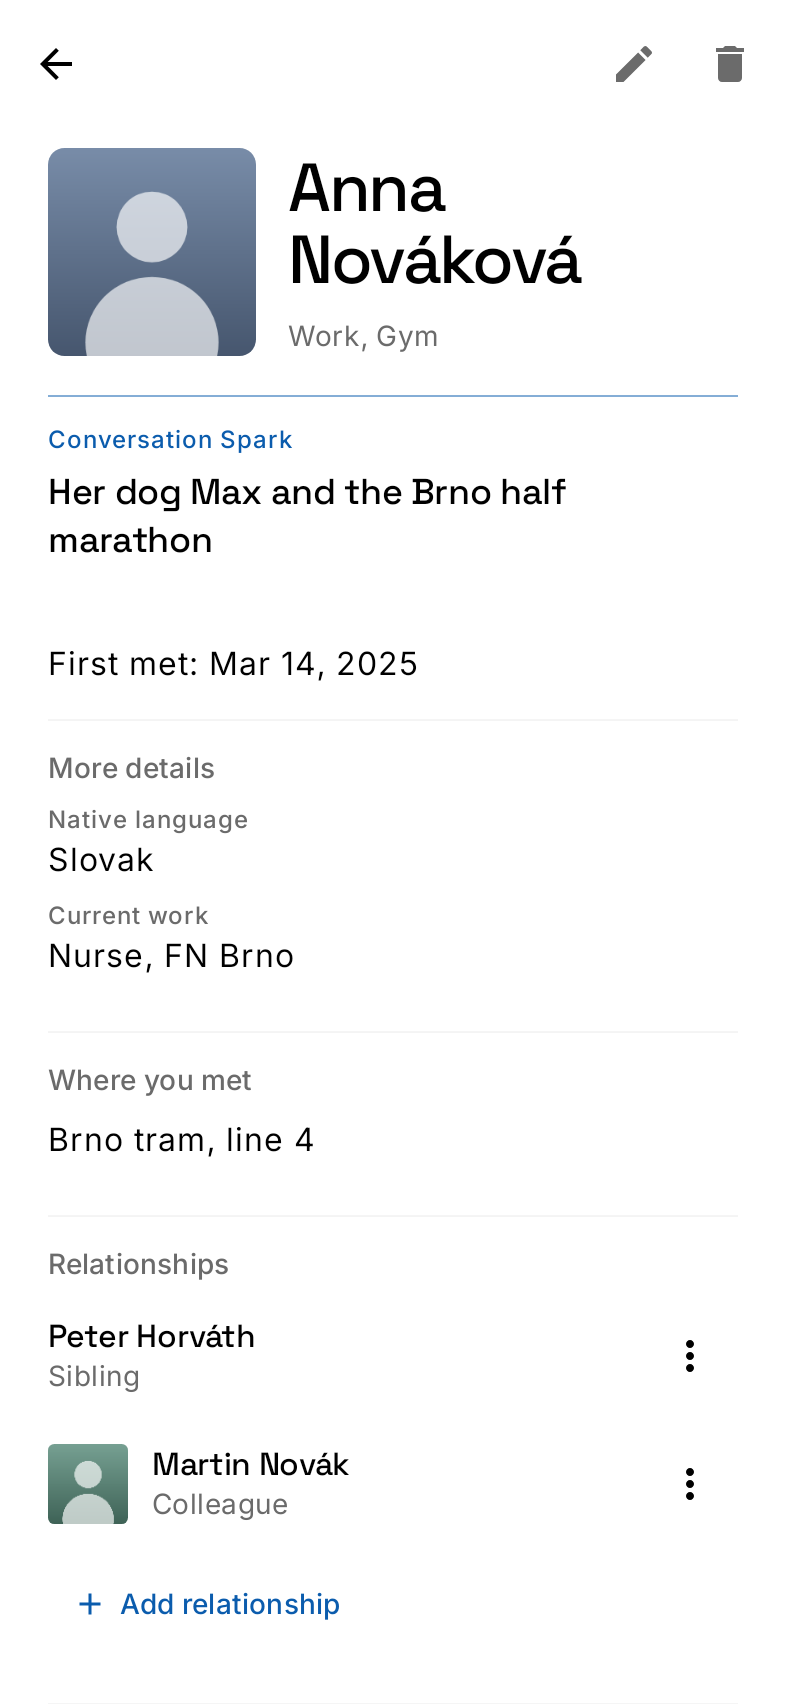 Anna
Nováková
Work, Gym
Conversation Spark
Her dog Max and the Brno half
marathon
First met: Mar 14, 2025
More details
Native language
Slovak
Current work
Nurse, FN Brno
Where you met
Brno tram, line 4
Relationships
Peter Horváth
Sibling
Martin Novák
Colleague
Add relationship